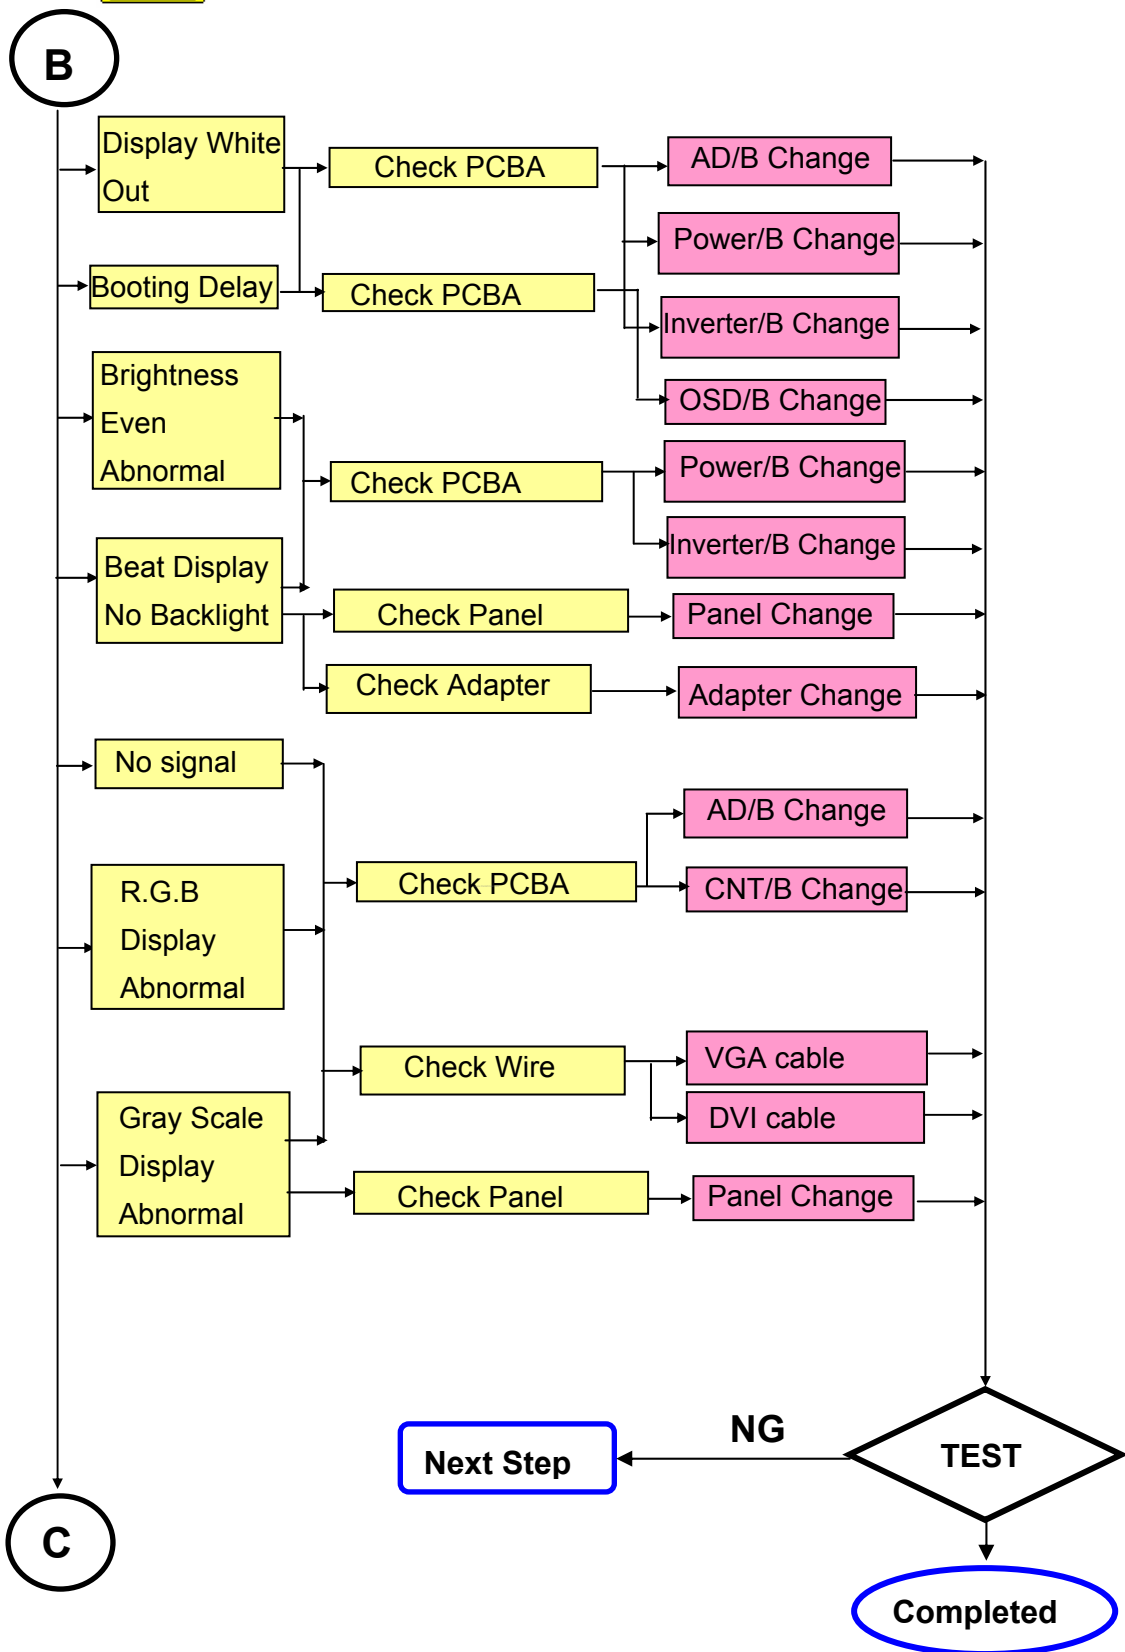 B
Display White
Out
Check PCBA
AD/B Change
Power/B Change
Booting Delay
Check PCBA
Inverter/B Change
OSD/B Change
Brightness
Even
Abnormal
Check PCBA
Power/B Change
Inverter/B Change
Beat Display
No Backlight
Check Panel
Panel Change
Check Adapter
Adapter Change
No signal
AD/B Change
R.G.B
Display
Abnormal
Check PCBA
CNT/B Change
Check Wire
VGA cable
DVI cable
Gray Scale
Display
Abnormal
Check Panel
Panel Change
NG
Next Step
TEST
C
Completed